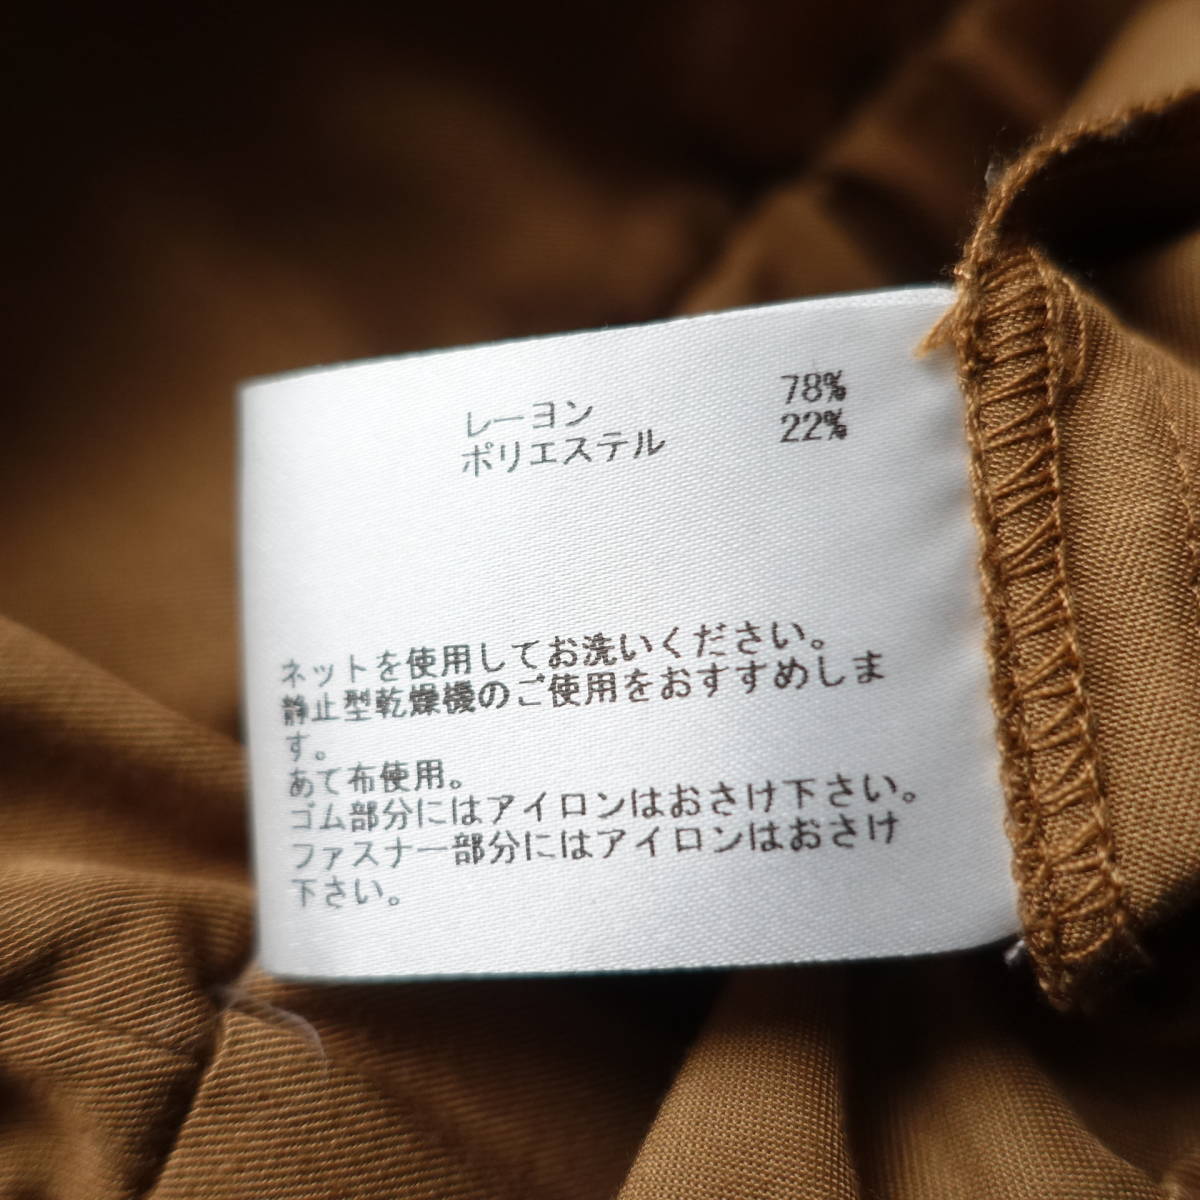 レーヨン 78%
ポリエステル 22%
ネットを使用してお洗いください。
静止型乾燥機のご使用をおすすめしま
す。
あて布使用。
ゴム部分にはアイロンはおさけ下さい。
ファスナー部分にはアイロンはおさけ
下さい。